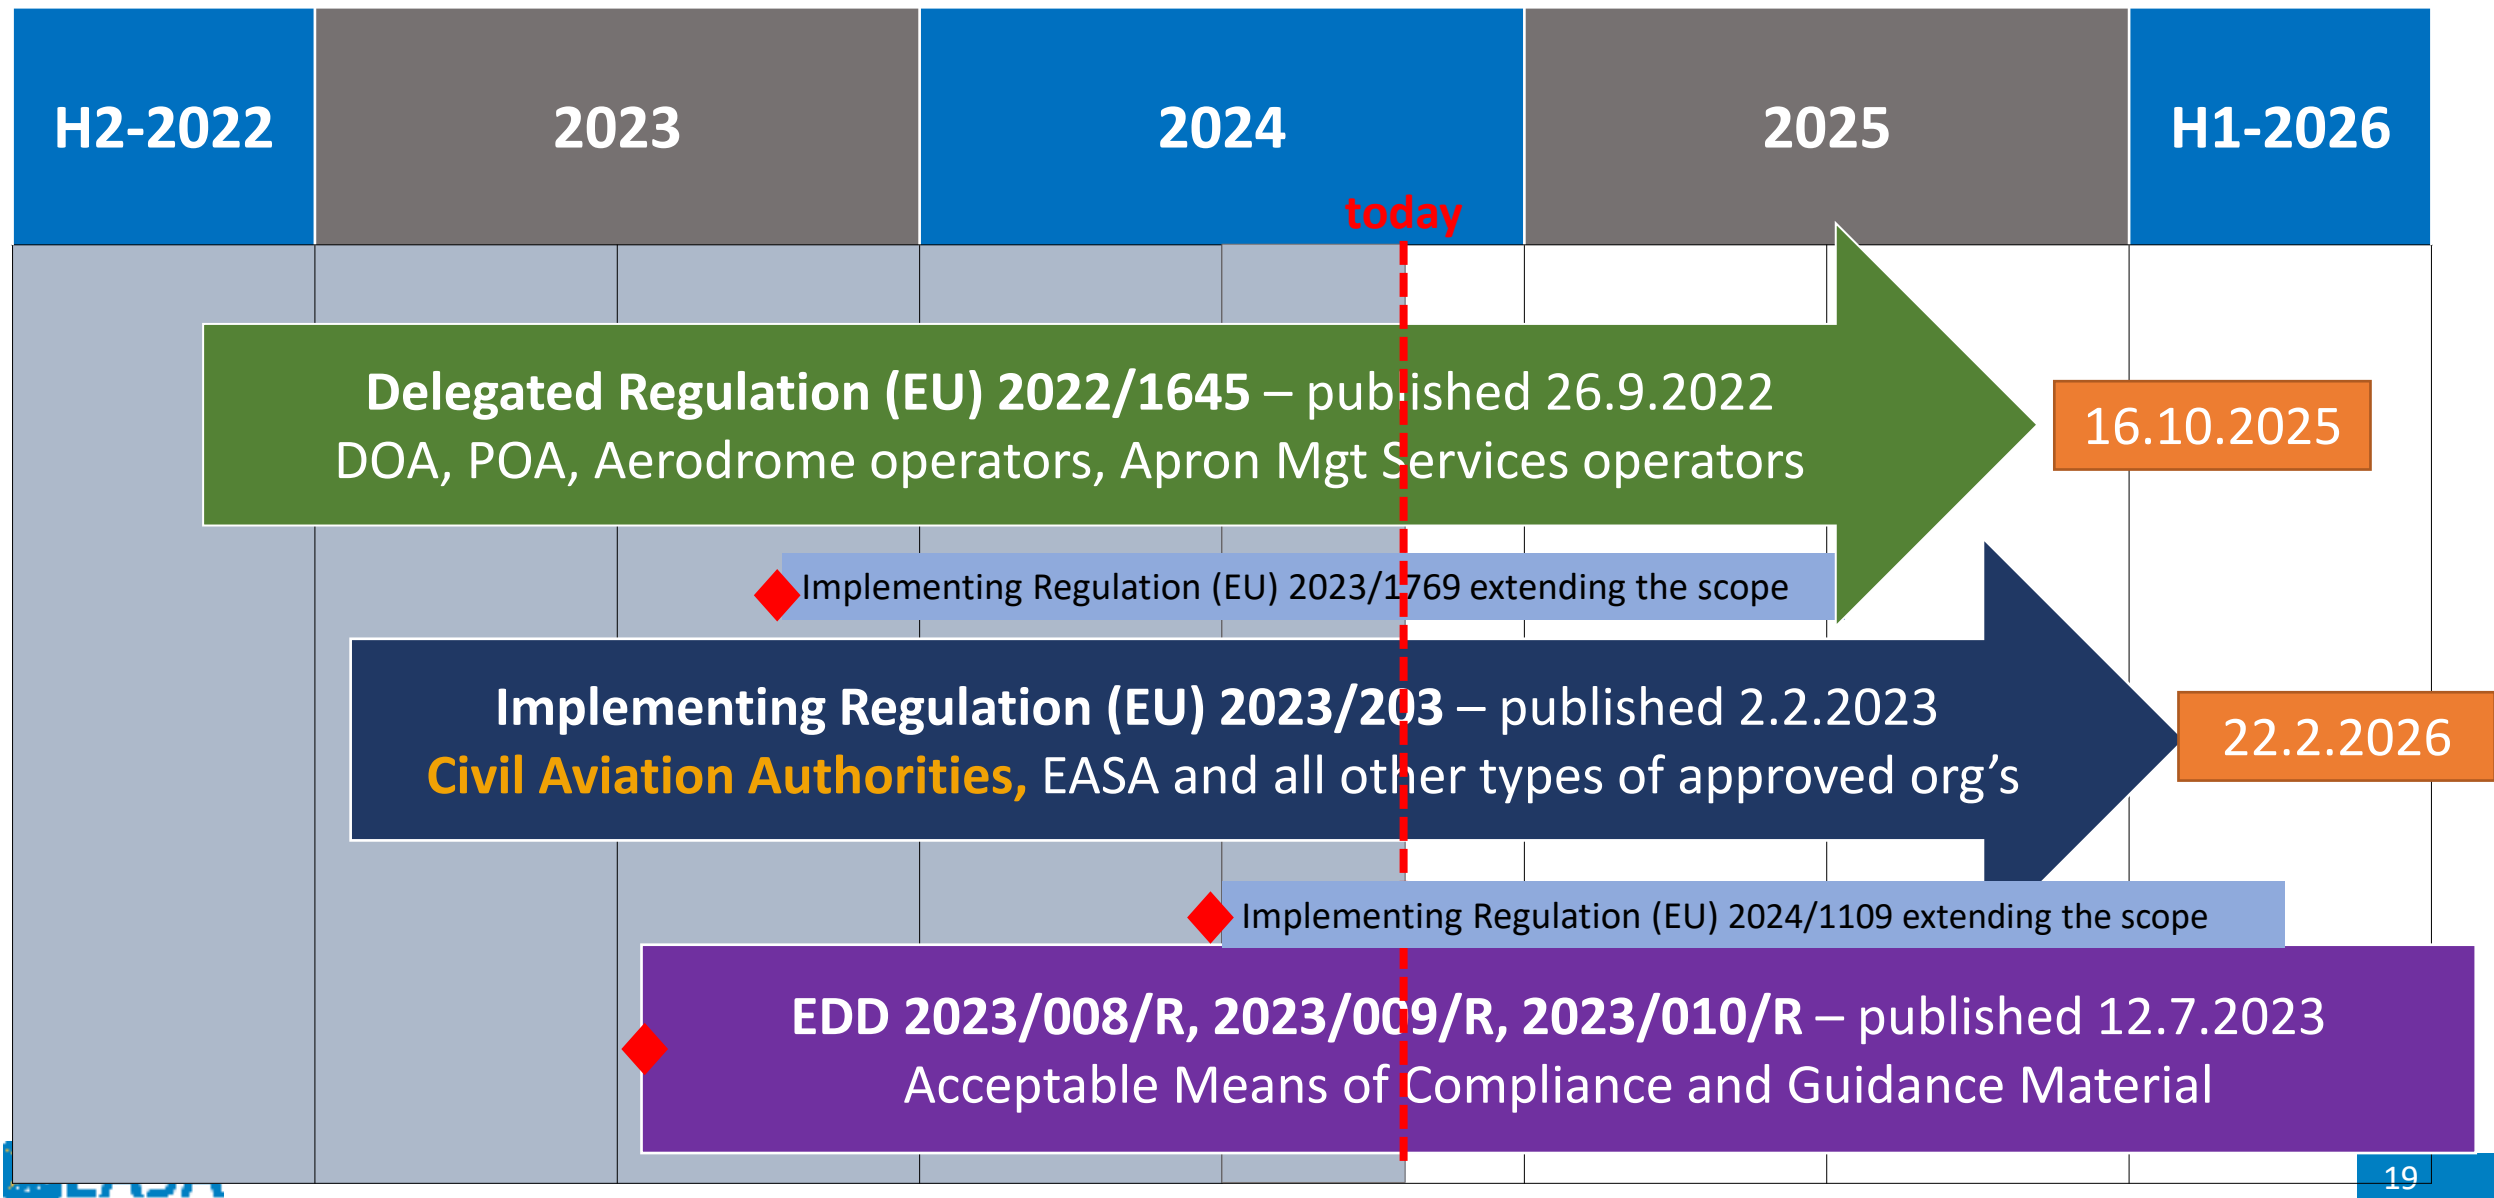 H2-2022
2023
2024
2025
H1-2026
today
Delegated Regulation (EU) 2022/1645 – published 26.9.2022
DOA, POA, Aerodrome operators, Apron Mgt Services operators
16.10.2025
Implementing Regulation (EU) 2023/1769 extending the scope
Implementing Regulation (EU) 2023/203 – published 2.2.2023
Civil Aviation Authorities, EASA and all other types of approved org's
22.2.2026
Implementing Regulation (EU) 2024/1109 extending the scope
EDD 2023/008/R, 2023/009/R, 2023/010/R – published 12.7.2023
Acceptable Means of Compliance and Guidance Material
19